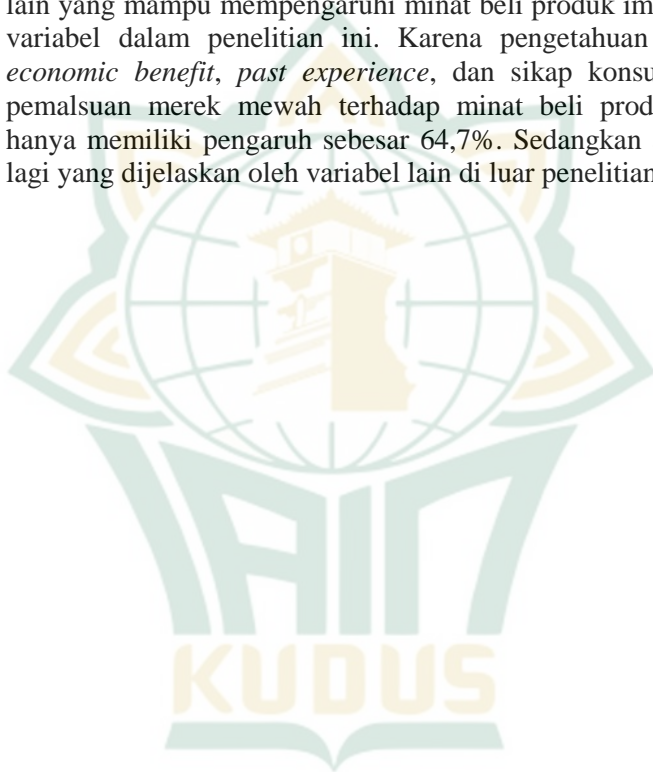 lain yang mampu mempengaruhi minat beli produk im
variabel dalam penelitian ini. Karena pengetahuan
economic benefit, past experience, dan sikap konsu
pemalsuan merek mewah terhadap minat beli prod
hanya memiliki pengaruh sebesar 64,7%. Sedangkan
lagi yang dijelaskan oleh variabel lain di luar penelitian
IAIN
KUDUS